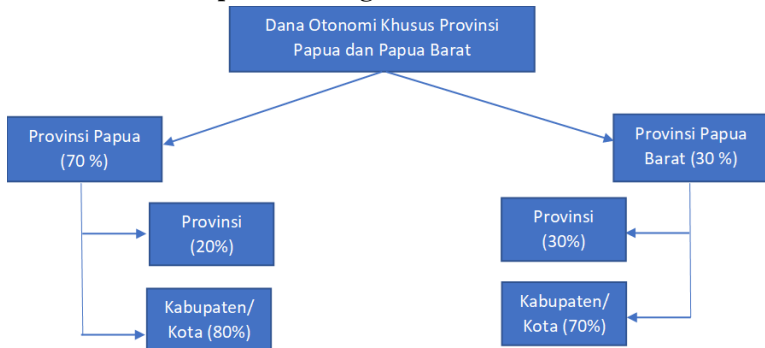 Dana Otonomi Khusus Provinsi
Papua dan Papua Barat
Provinsi Papua
(70 %)
Provinsi Papua
Barat (30 %)
Provinsi
(20%)
Provinsi
(30%)
Kabupaten/
Kota (80%)
Kabupaten/
Kota (70%)